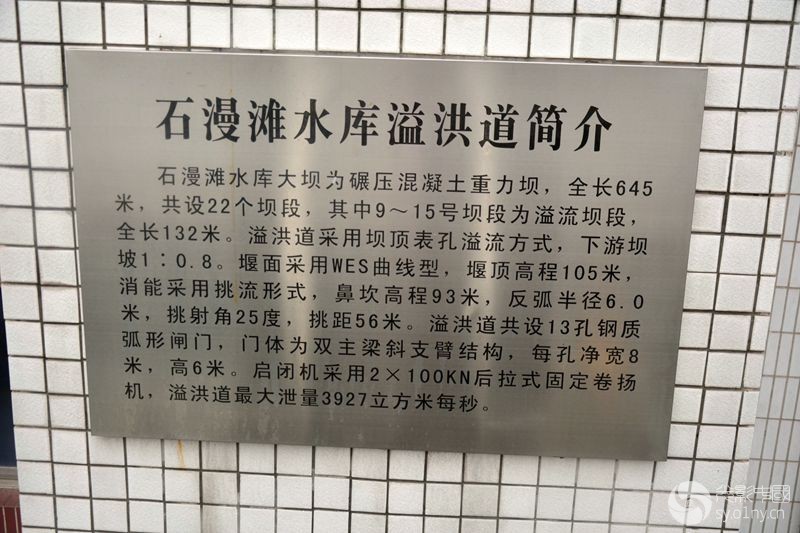 石漫滩水库溢洪道简介
石漫滩水库大坝为碾压混凝土重力坝，全长645
米，共设22个坝段，其中9～15号坝段为溢流坝段，
全长132米。溢洪道采用坝顶表孔溢流方式，下游坝
坡1∶0.8。堰面采用WES曲线型，堰顶高程105米，
消能采用挑流形式，鼻坎高程93米，反弧半径6.0
米，挑射角25度，挑距56米。溢洪道共设13孔钢质
弧形闸门，门体为双主梁斜支臂结构，每孔净宽8
米，高6米。启闭机采用2×100KN后拉式固定卷扬
机，溢洪道最大泄量3927立方米每秒。
sy.o1ny.cn